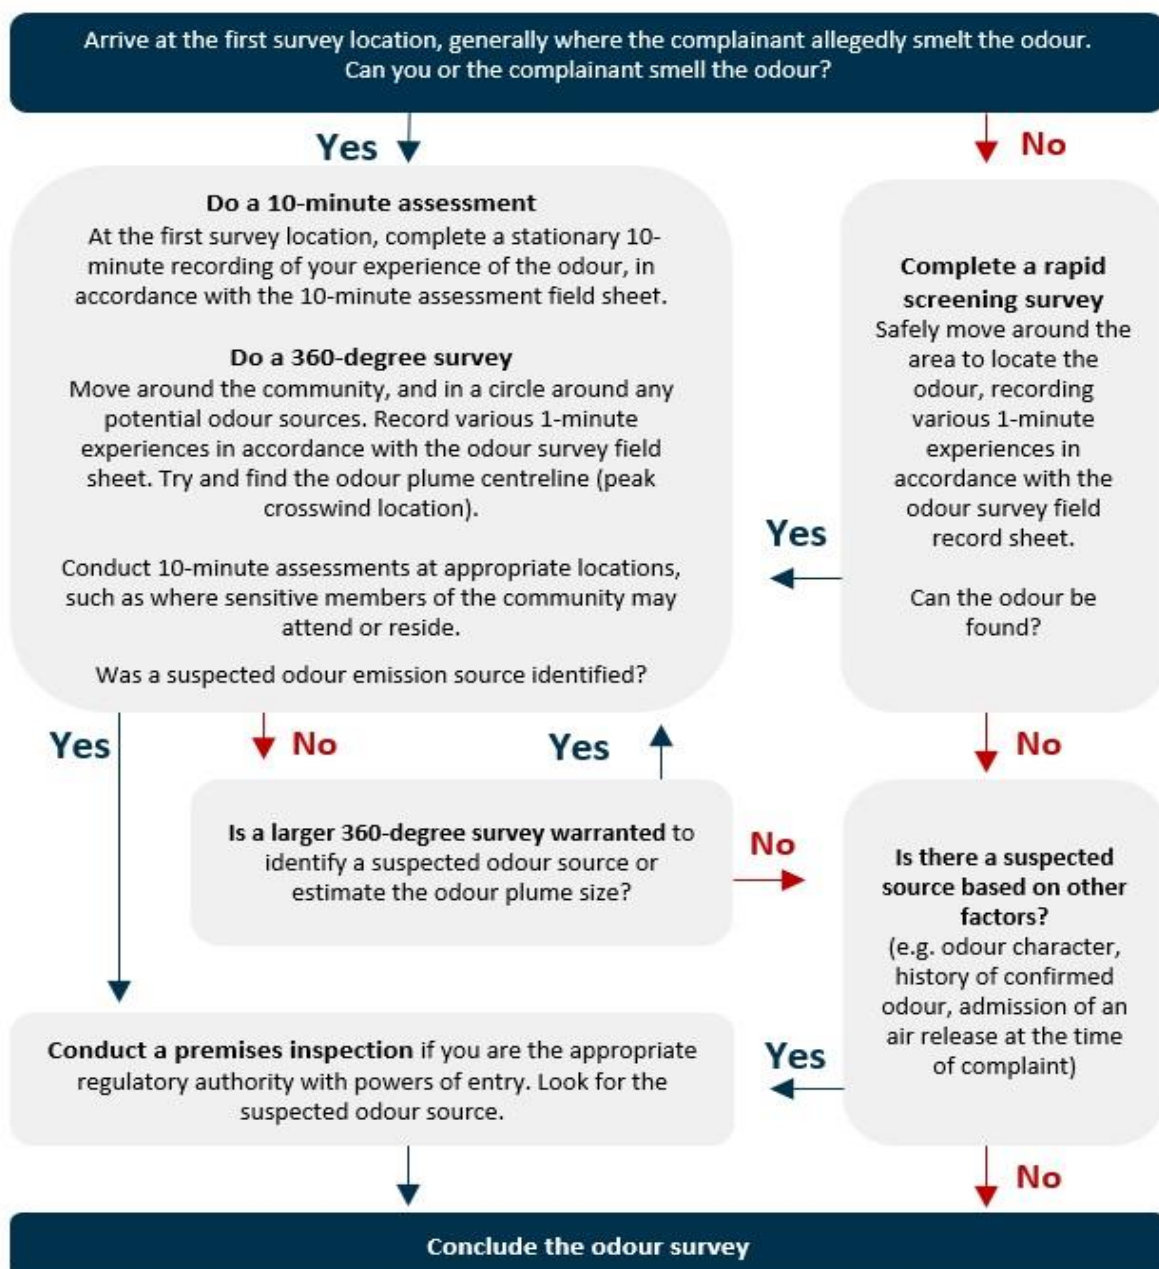 Arrive at the first survey location, generally where the complainant allegedly smelt the odour.
Can you or the complainant smell the odour?
Yes
No
Do a 10-minute assessment
At the first survey location, complete a stationary 10-
minute recording of your experience of the odour, in
accordance with the 10-minute assessment field sheet.
Do a 360-degree survey
Move around the community, and in a circle around any
potential odour sources. Record various 1-minute
experiences in accordance with the odour survey field
sheet. Try and find the odour plume centreline (peak
crosswind location).
Conduct 10-minute assessments at appropriate locations,
such as where sensitive members of the community may
attend or reside.
Was a suspected odour emission source identified?
Complete a rapid
screening survey
Safely move around the
area to locate the
odour, recording
various 1-minute
experiences in
accordance with the
odour survey field
record sheet.
Can the odour be
found?
Yes
Yes
No
Yes
No
Is a larger 360-degree survey warranted to
identify a suspected odour source or
estimate the odour plume size?
No
Is there a suspected
source based on other
factors?
(e.g. odour character,
history of confirmed
odour, admission of an
air release at the time
of complaint)
Conduct a premises inspection if you are the appropriate
regulatory authority with powers of entry. Look for the
suspected odour source.
Yes
No
Conclude the odour survey